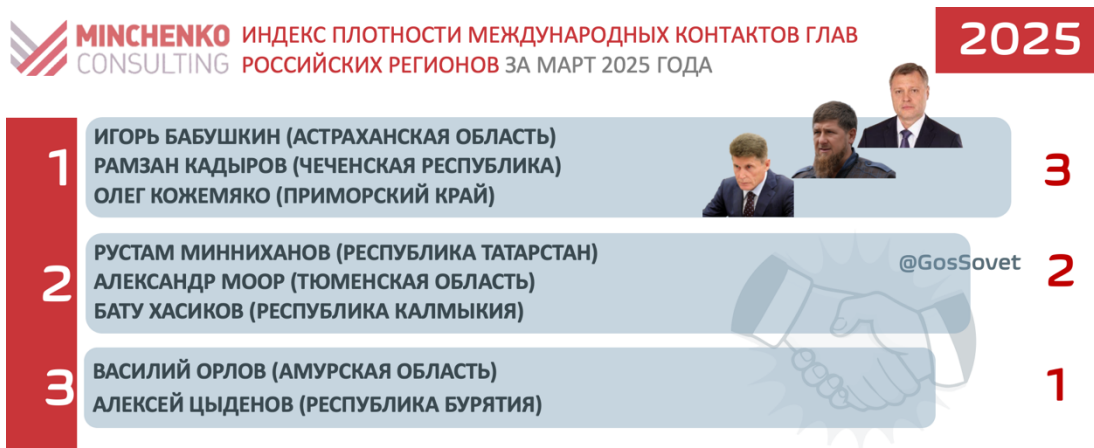 MINCHENKO
CONSULTING
ИНДЕКС ПЛОТНОСТИ МЕЖДУНАРОДНЫХ КОНТАКТОВ ГЛАВ
РОССИЙСКИХ РЕГИОНОВ ЗА МАРТ 2025 ГОДА
2025
1
ИГОРЬ БАБУШКИН (АСТРАХАНСКАЯ ОБЛАСТЬ)
РАМЗАН КАДЫРОВ (ЧЕЧЕНСКАЯ РЕСПУБЛИКА)
ОЛЕГ КОЖЕМЯКО (ПРИМОРСКИЙ КРАЙ)
3
2
РУСТАМ МИННИХАНОВ (РЕСПУБЛИКА ТАТАРСТАН)
АЛЕКСАНДР МООР (ТЮМЕНСКАЯ ОБЛАСТЬ)
БАТУ ХАСИКОВ (РЕСПУБЛИКА КАЛМЫКИЯ)
@GosSovet
2
3
ВАСИЛИЙ ОРЛОВ (АМУРСКАЯ ОБЛАСТЬ)
АЛЕКСЕЙ ЦЫДЕНОВ (РЕСПУБЛИКА БУРЯТИЯ)
1